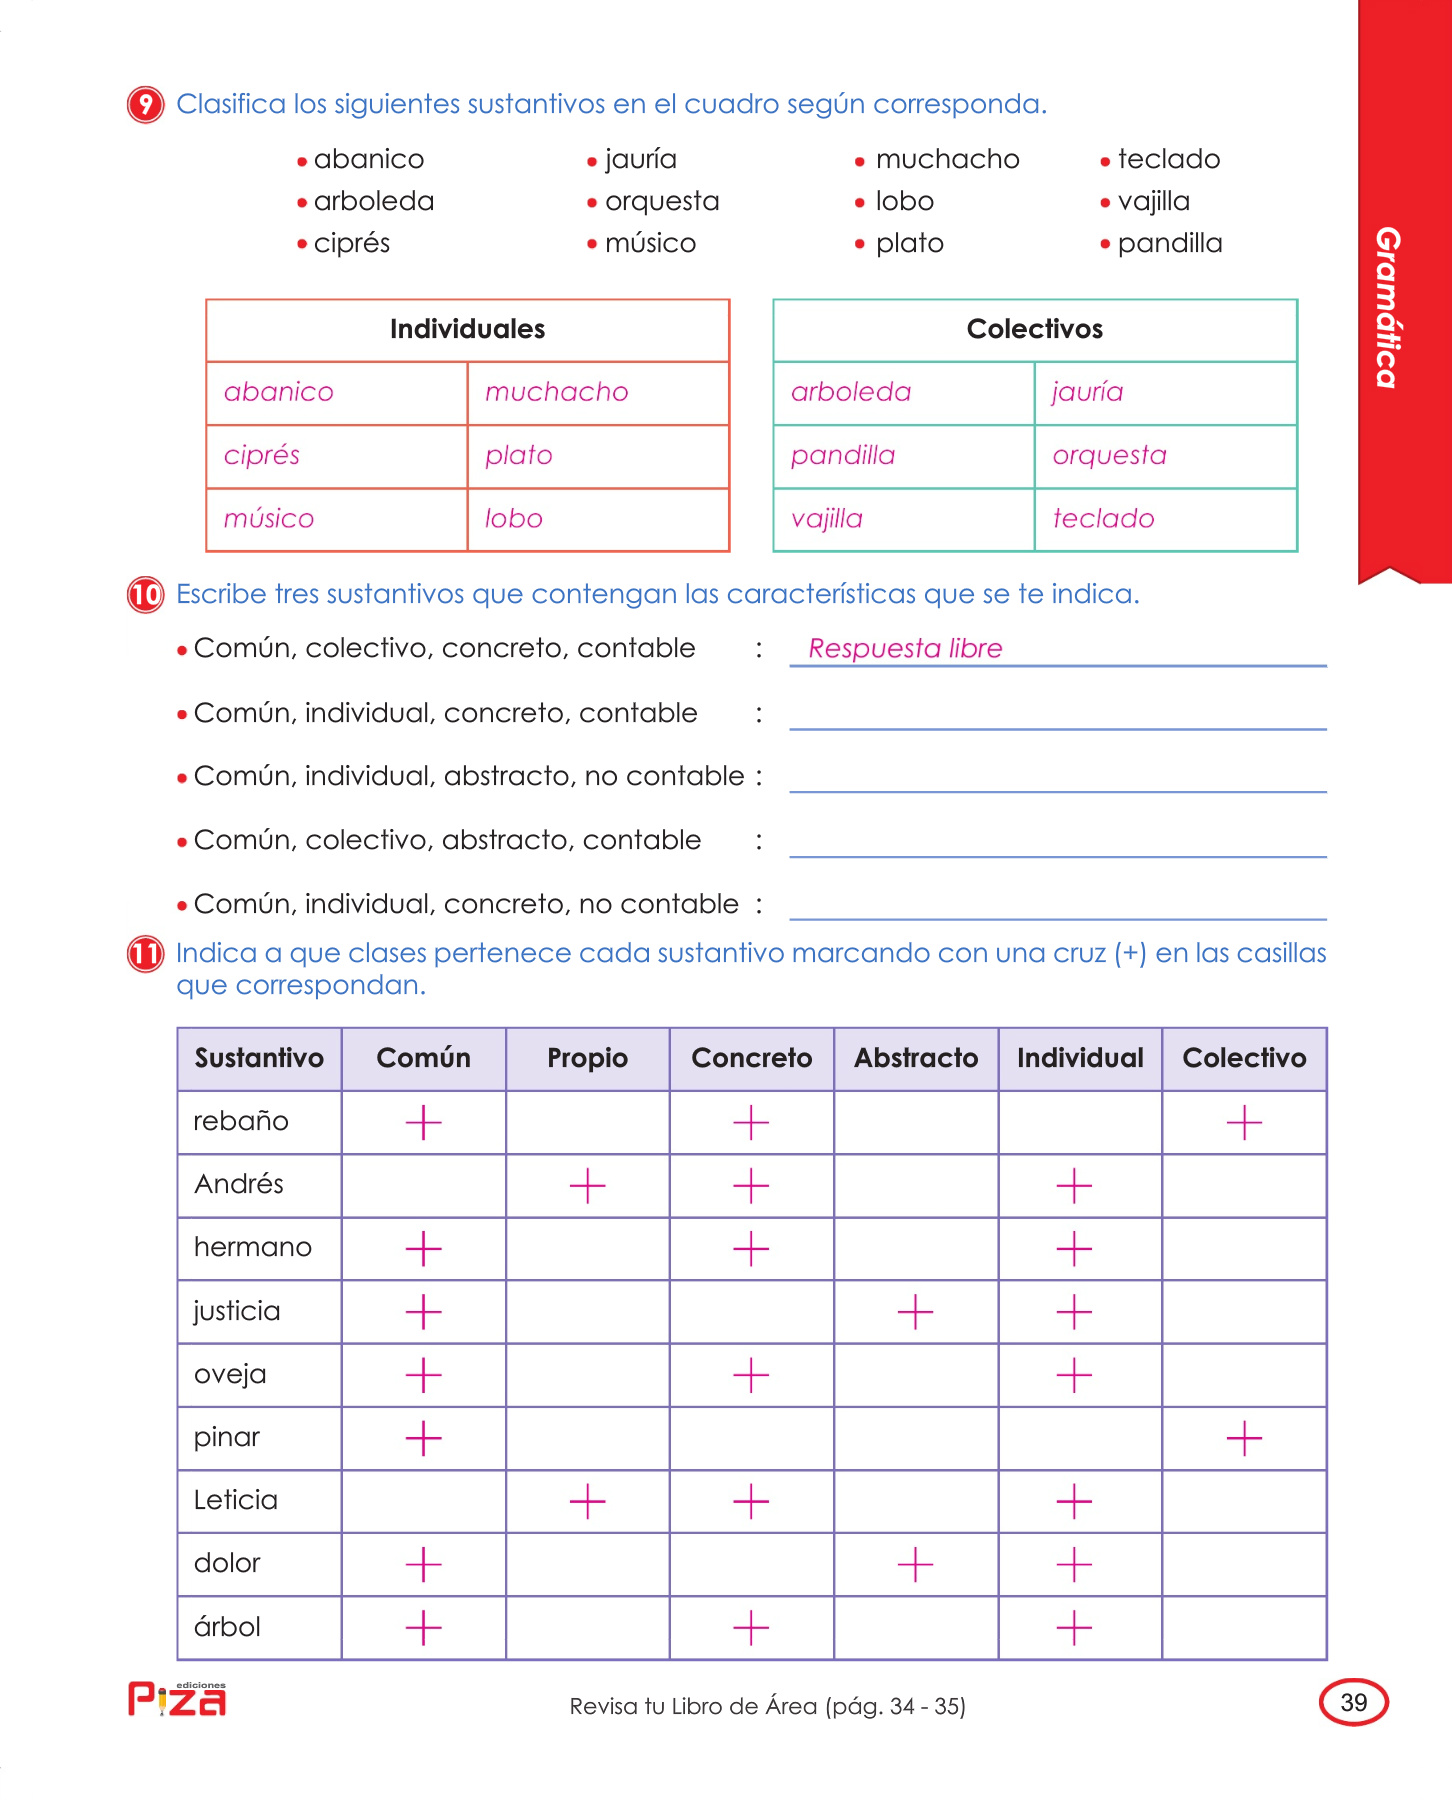 9 Clasifica los siguientes sustantivos en el cuadro según corresponda.
• abanico • jauría • muchacho • teclado
• arboleda • orquesta • lobo • vajilla
• ciprés • músico • plato • pandilla
Individuales
abanico muchacho
ciprés plato
músico lobo
Colectivos
arboleda jauría
pandilla orquesta
vajilla teclado
Gramática
10 Escribe tres sustantivos que contengan las características que se te indica.
• Común, colectivo, concreto, contable : Respuesta libre
• Común, individual, concreto, contable :
• Común, individual, abstracto, no contable :
• Común, colectivo, abstracto, contable :
• Común, individual, concreto, no contable :
11 Indica a que clases pertenece cada sustantivo marcando con una cruz (+) en las casillas
que correspondan.
Sustantivo Común Propio Concreto Abstracto Individual Colectivo
rebaño + + +
Andrés + + +
hermano + + +
justicia + + +
oveja + + +
pinar + +
Leticia + + +
dolor + + +
árbol + + +
ediciones
Piza
Revisa tu Libro de Área (pág. 34 - 35)
39